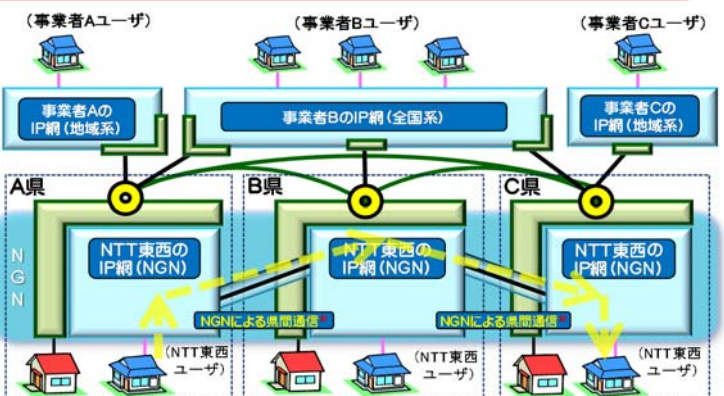 (事業者Aユーザ)
(事業者Bユーザ)
(事業者Cユーザ)
事業者Aの
IP網(地域系)
事業者BのIP網(全国系)
事業者Cの
IP網(地域系)
A県
B県
C県
NGN
NTT東西の
IP網(NGN)
NTT東西の
IP網(NGN)
NTT東西の
IP網(NGN)
NGNによる県間通信*
NGNによる県間通信*
(NTT東西
ユーザ)
(NTT東西
ユーザ)
(NTT東西
ユーザ)